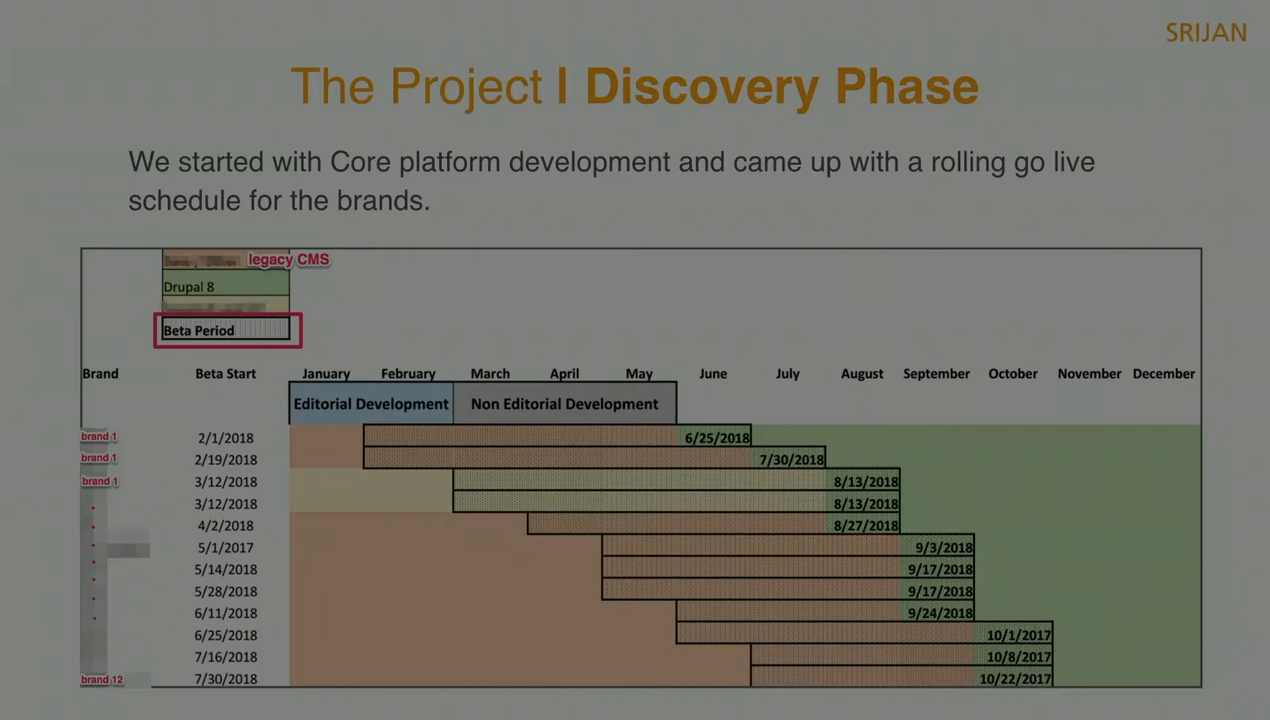 SRIJAN
The Project | Discovery Phase
We started with Core platform development and came up with a rolling go live
schedule for the brands.
legacy CMS
Drupal 8
Beta Period
Brand Beta Start January February March April May June July August September October November December
Editorial Development Non Editorial Development
brand 1 2/1/2018 6/25/2018
brand 1 2/19/2018 7/30/2018
brand 1 3/12/2018 8/13/2018
3/12/2018 8/13/2018
4/2/2018 8/27/2018
5/1/2017 9/3/2018
5/14/2018 9/17/2018
5/28/2018 9/17/2018
6/11/2018 9/24/2018
6/25/2018 10/1/2017
7/16/2018 10/8/2017
brand 12 7/30/2018 10/22/2017